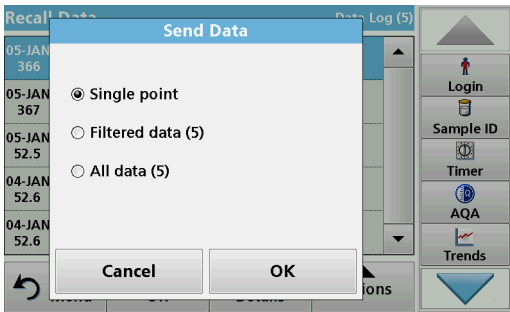 Recall Data Data Log (5)
Send Data
05-JAN
366
05-JAN
367
05-JAN
52.5
04-JAN
52.6
04-JAN
52.6
Single point
Filtered data (5)
All data (5)
Cancel
OK
Login
Sample ID
Timer
AQA
Trends